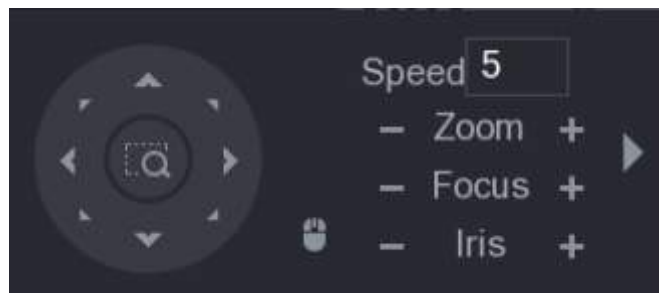 Speed 5
− Zoom +
− Focus +
− Iris +